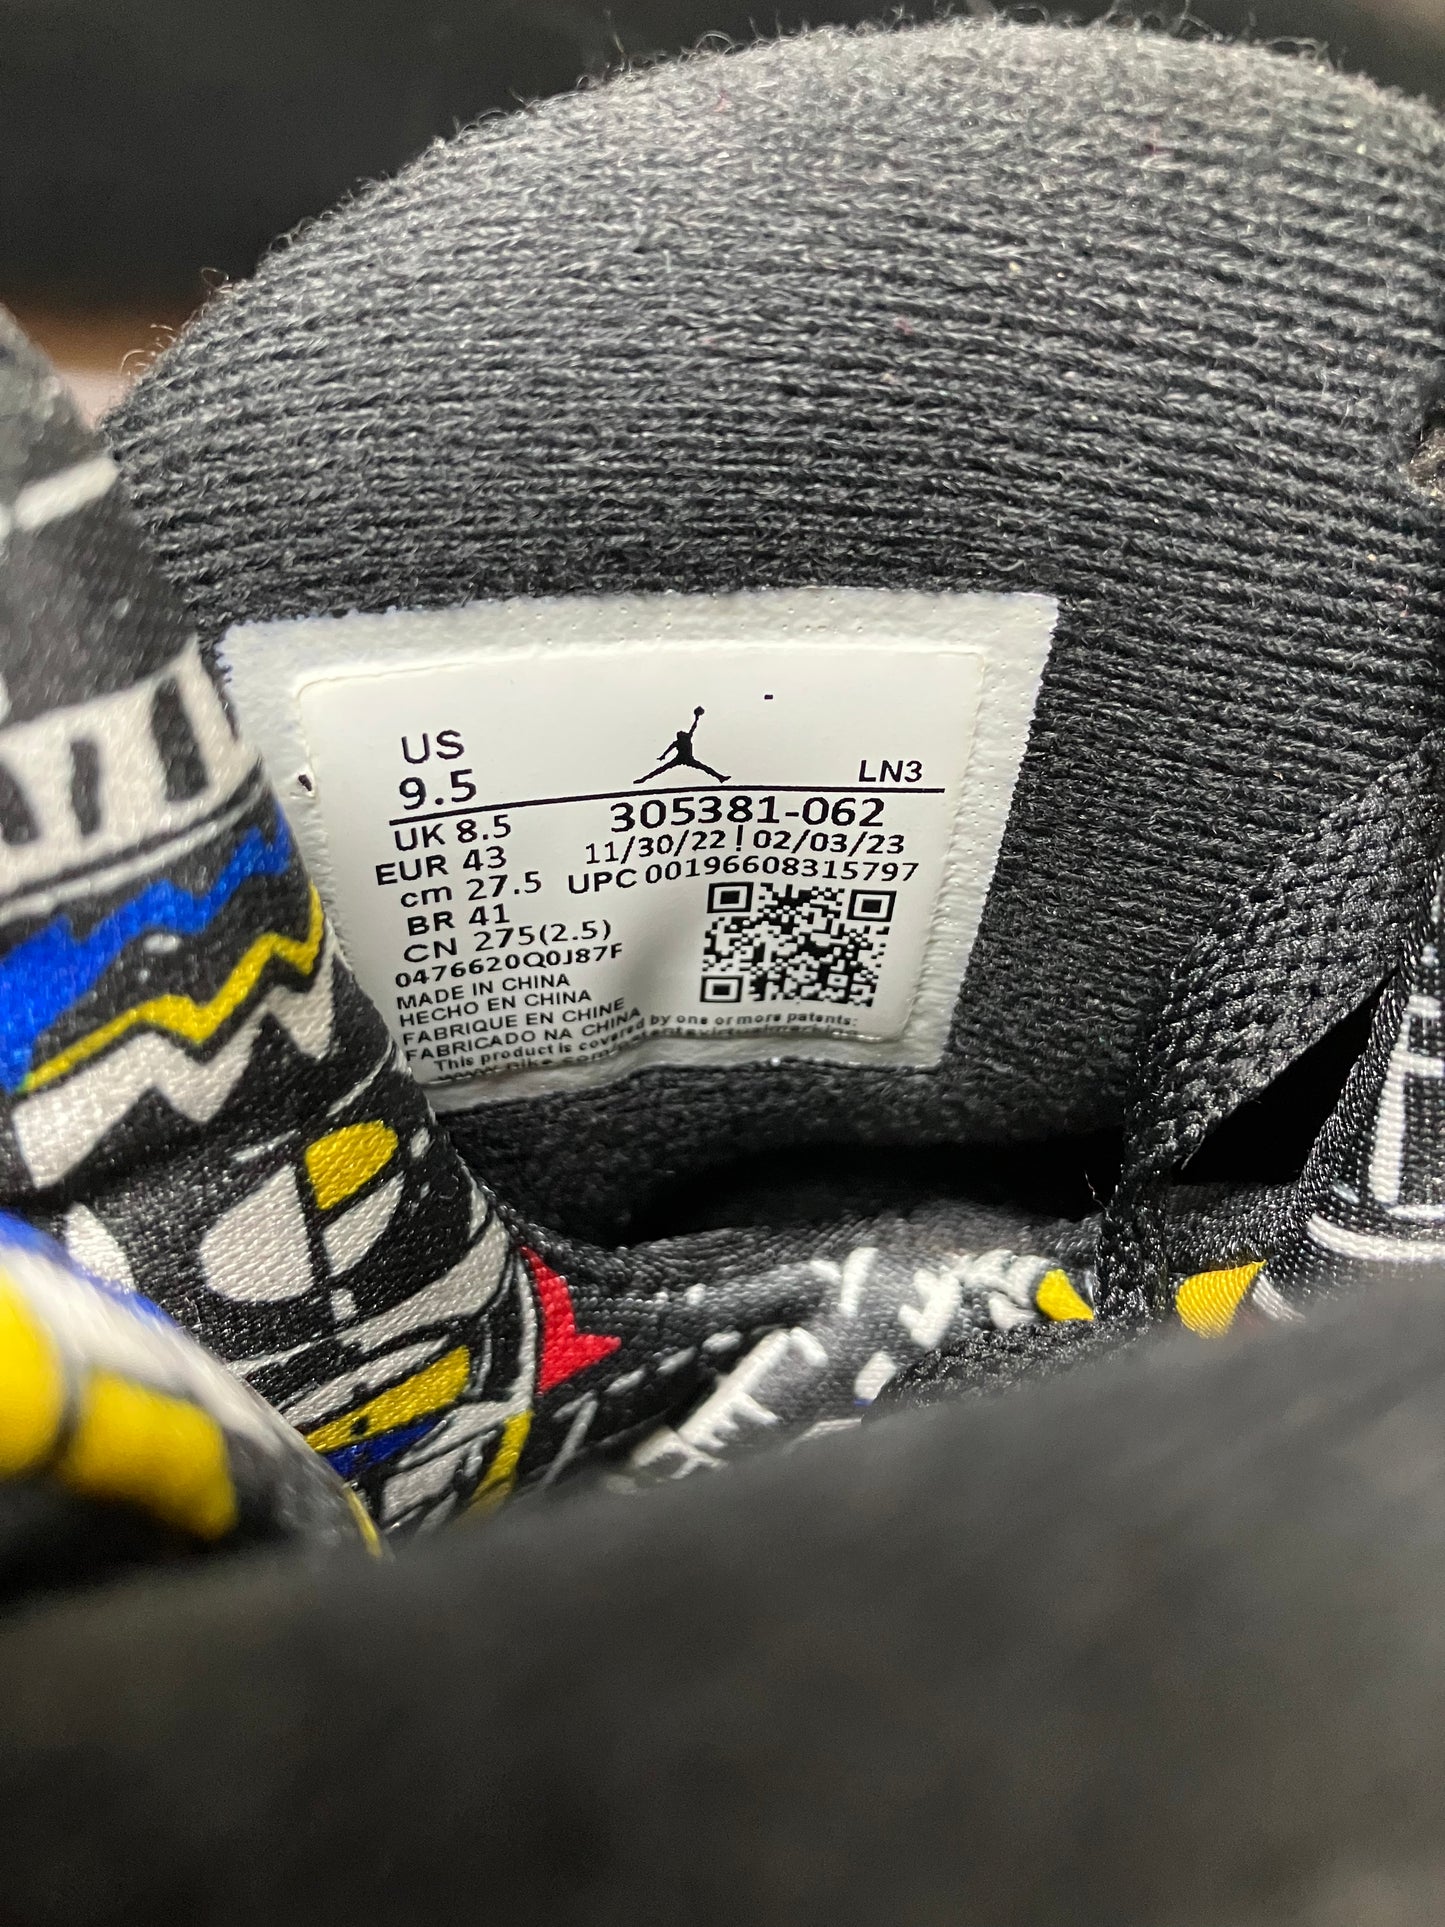 US
9.5
LN3
305381-062
UK 8.5
11/30/22 | 02/03/23
EUR 43
UPC 00196608315797
cm 27.5
BR 41
CN 275(2.5)
0476620Q0J87F
MADE IN CHINA
HECHO EN CHINA
FABRIQUE EN CHINE
FABRICADO NA CHINA
This product is covered by one or more patents: